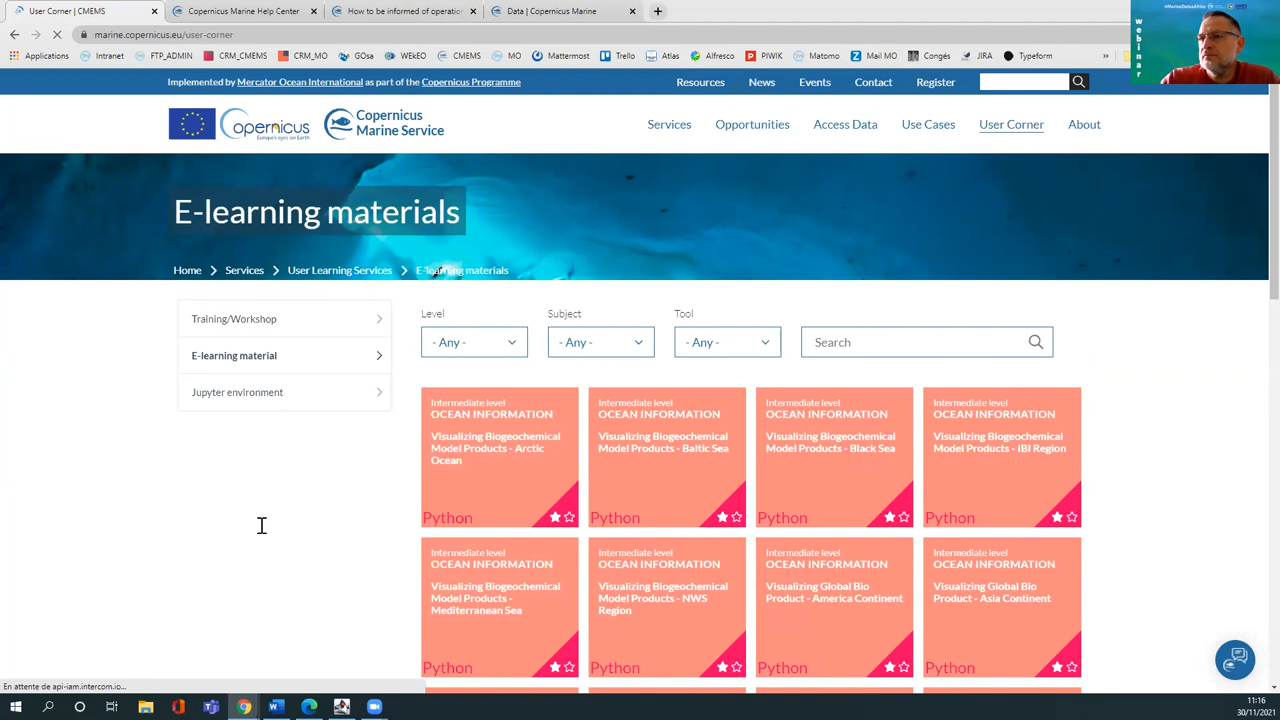 User Corner | CMEMS
Copernicus Marine Help Center
How to be informed of operation
Data | Copernicus Marine
marine.copernicus.eu/user-corner
Applications
Intranet
FTP_ADMIN
CRM_CMEMS
CRM_MO
GOsa
WEkEO
CMEMS
MO
Mattermost
Trello
Atlas
Alfresco
PIWIK
Matomo
Mail MO
Congés
JIRA
Typeform
»
#MarineData4Africa
webinar
Implemented by Mercator Ocean International as part of the Copernicus Programme
Resources
News
Events
Contact
Register
opernicus
Europe's eyes on Earth
Copernicus
Marine Service
Services
Opportunities
Access Data
Use Cases
User Corner
About
E-learning materials
Home
Services
User Learning Services
E-learning materials
Training/Workshop
E-learning material
Jupyter environment
Level
Subject
Tool
- Any -
- Any -
- Any -
Search
Intermediate level
OCEAN INFORMATION
Visualizing Biogeochemical
Model Products - Arctic
Ocean
Python
Intermediate level
OCEAN INFORMATION
Visualizing Biogeochemical
Model Products - Baltic Sea
Python
Intermediate level
OCEAN INFORMATION
Visualizing Biogeochemical
Model Products - Black Sea
Python
Intermediate level
OCEAN INFORMATION
Visualizing Biogeochemical
Model Products - IBI Region
Python
Intermediate level
OCEAN INFORMATION
Visualizing Biogeochemical
Model Products -
Mediterranean Sea
Python
Intermediate level
OCEAN INFORMATION
Visualizing Biogeochemical
Model Products - NWS
Region
Python
Intermediate level
OCEAN INFORMATION
Visualizing Global Bio
Product - America Continent
Python
Intermediate level
OCEAN INFORMATION
Visualizing Global Bio
Product - Asia Continent
Python
En attente de api-iam.intercom.io...
11:16
30/11/2021